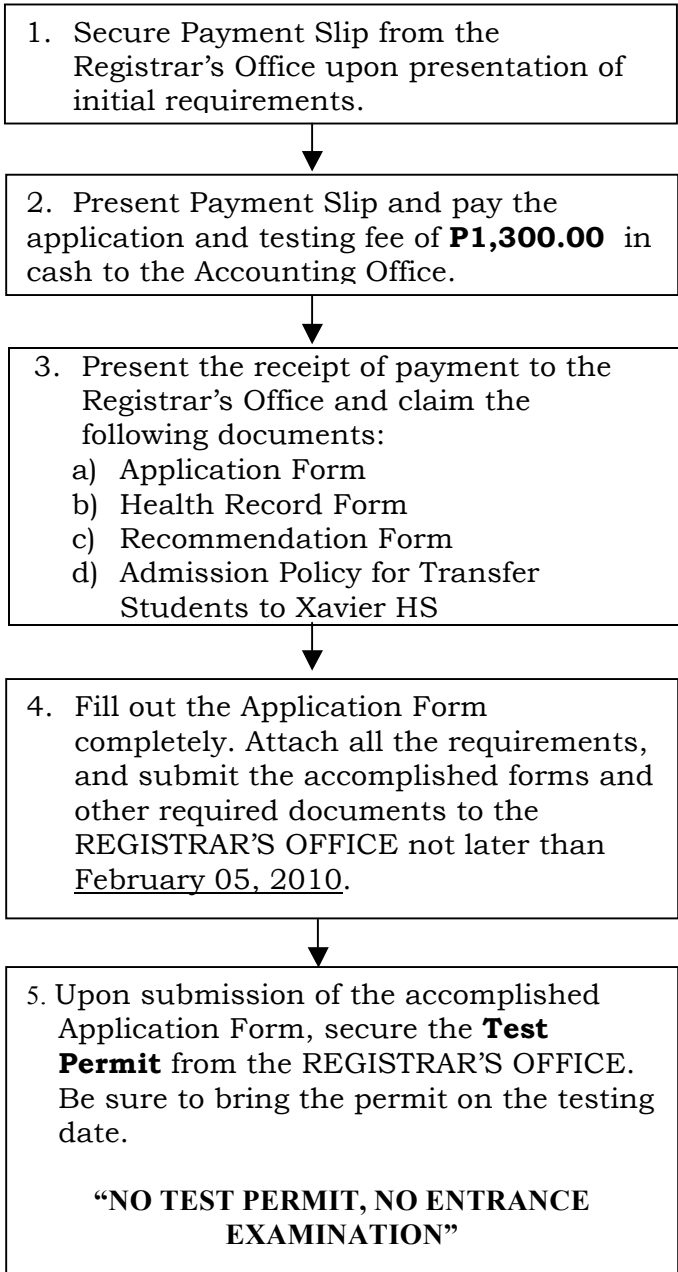 1. Secure Payment Slip from the
Registrar’s Office upon presentation of
initial requirements.
2. Present Payment Slip and pay the
application and testing fee of P1,300.00 in
cash to the Accounting Office.
3. Present the receipt of payment to the
Registrar’s Office and claim the
following documents:
a) Application Form
b) Health Record Form
c) Recommendation Form
d) Admission Policy for Transfer
Students to Xavier HS
4. Fill out the Application Form
completely. Attach all the requirements,
and submit the accomplished forms and
other required documents to the
REGISTRAR’S OFFICE not later than
February 05, 2010.
5. Upon submission of the accomplished
Application Form, secure the Test
Permit from the REGISTRAR’S OFFICE.
Be sure to bring the permit on the testing
date.
“NO TEST PERMIT, NO ENTRANCE
EXAMINATION”